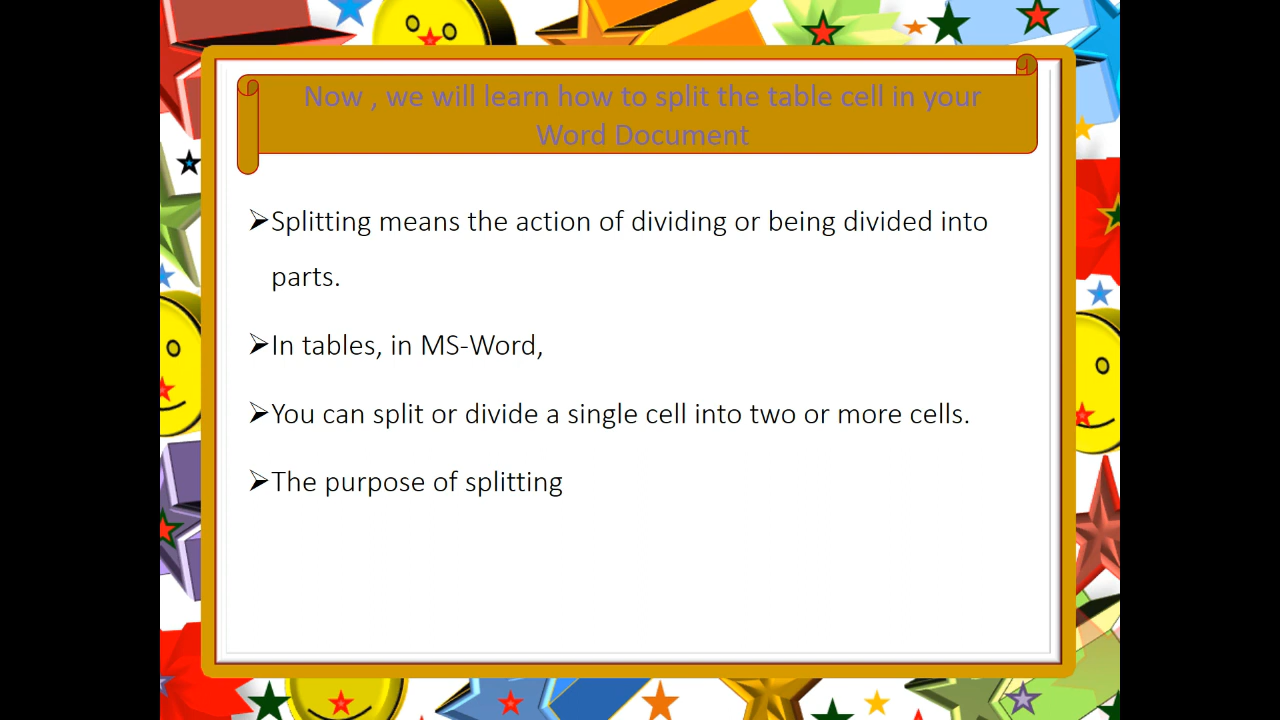 Now , we will learn how to split the table cell in your
Word Document
➢Splitting means the action of dividing or being divided into
parts.
➢In tables, in MS-Word,
➢You can split or divide a single cell into two or more cells.
➢The purpose of splitting